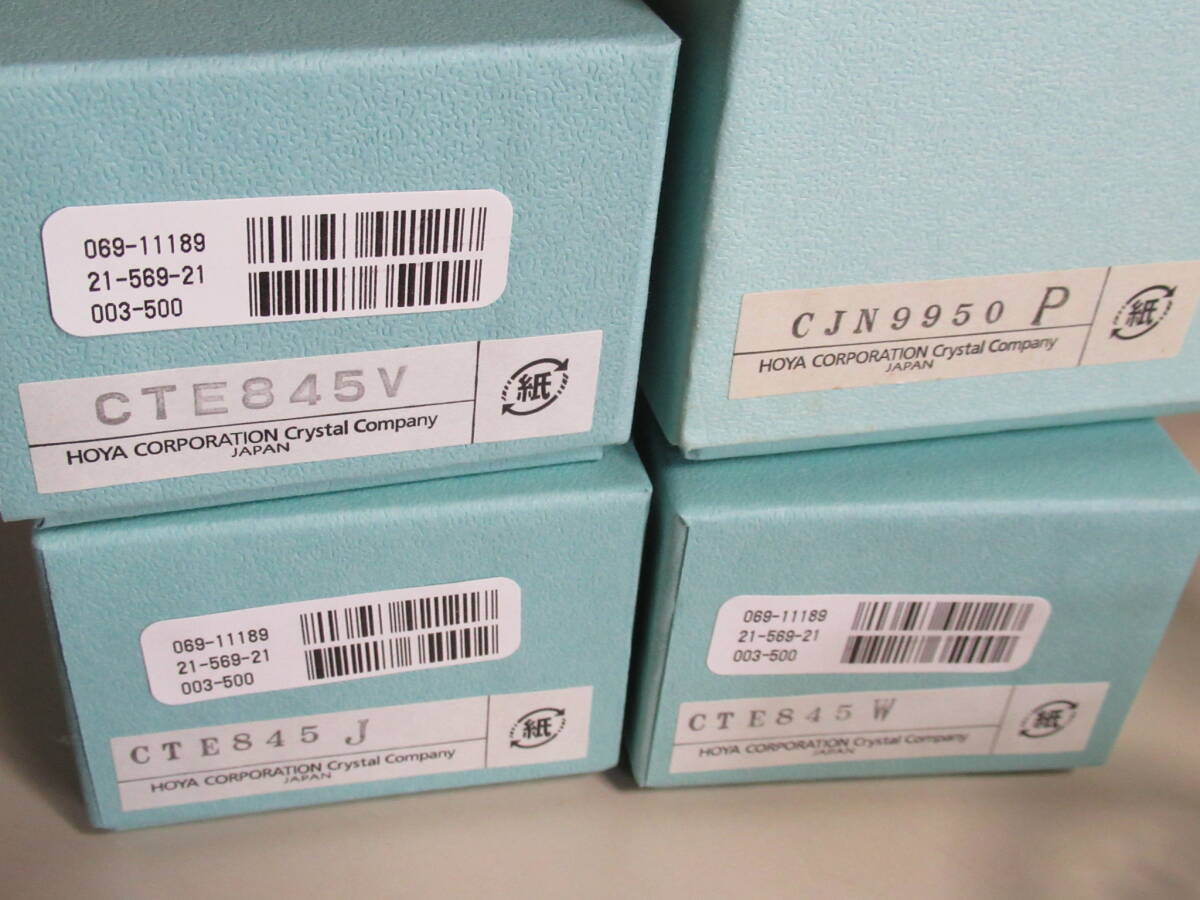 069-11189
21-569-21
003-500
CTE845V
HOYA CORPORATION Crystal Company
JAPAN
紙
CJN9950 P
HOYA CORPORATION Crystal Company
JAPAN
紙
069-11189
21-569-21
003-500
CTE845 J
HOYA CORPORATION Crystal Company
JAPAN
紙
069-11189
21-569-21
003-500
CTE845 W
HOYA CORPORATION Crystal Company
JAPAN
紙